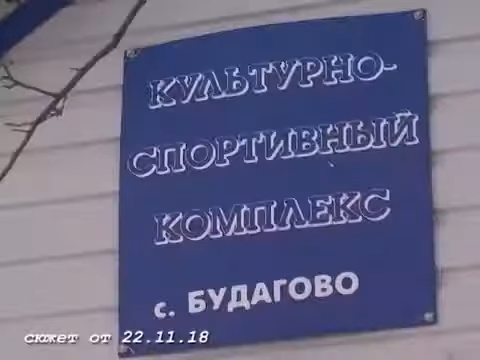 КУЛЬТУРНО-
СПОРТИВНЫЙ
КОМПЛЕКС
с. БУДАГОВО
сюжет от 22.11.18